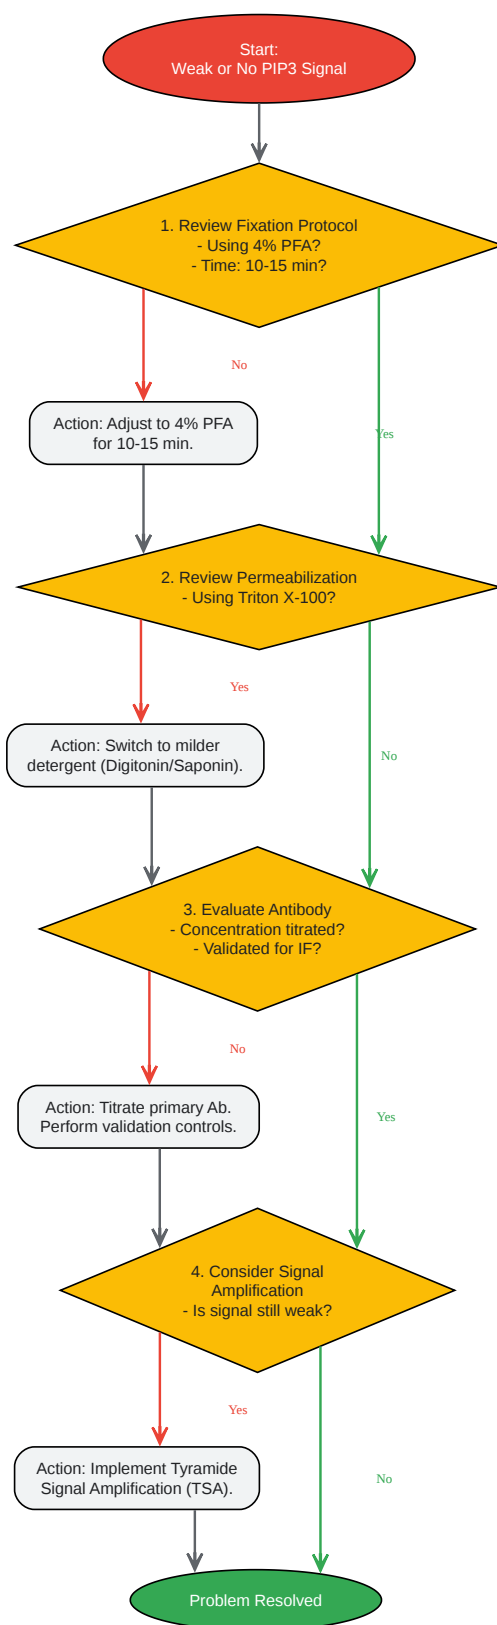 Start:
Weak or No PIP3 Signal
1. Review Fixation Protocol
- Using 4% PFA?
- Time: 10-15 min?
No
Action: Adjust to 4% PFA
for 10-15 min.
Yes
2. Review Permeabilization
- Using Triton X-100?
Yes
Action: Switch to milder
detergent (Digitonin/Saponin).
No
3. Evaluate Antibody
- Concentration titrated?
- Validated for IF?
No
Action: Titrate primary Ab.
Perform validation controls.
Yes
4. Consider Signal
Amplification
- Is signal still weak?
Yes
Action: Implement Tyramide
Signal Amplification (TSA).
No
Problem Resolved